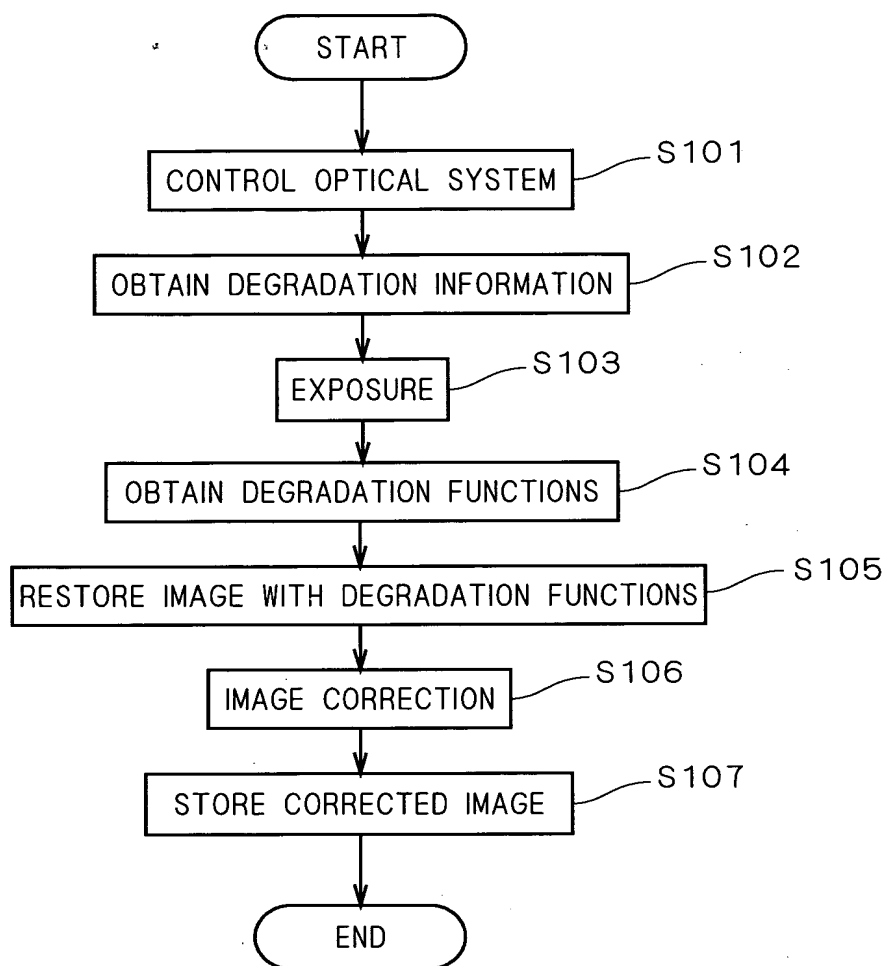 START
CONTROL OPTICAL SYSTEM
S101
OBTAIN DEGRADATION INFORMATION
S102
EXPOSURE
S103
OBTAIN DEGRADATION FUNCTIONS
S104
RESTORE IMAGE WITH DEGRADATION FUNCTIONS
S105
IMAGE CORRECTION
S106
STORE CORRECTED IMAGE
S107
END